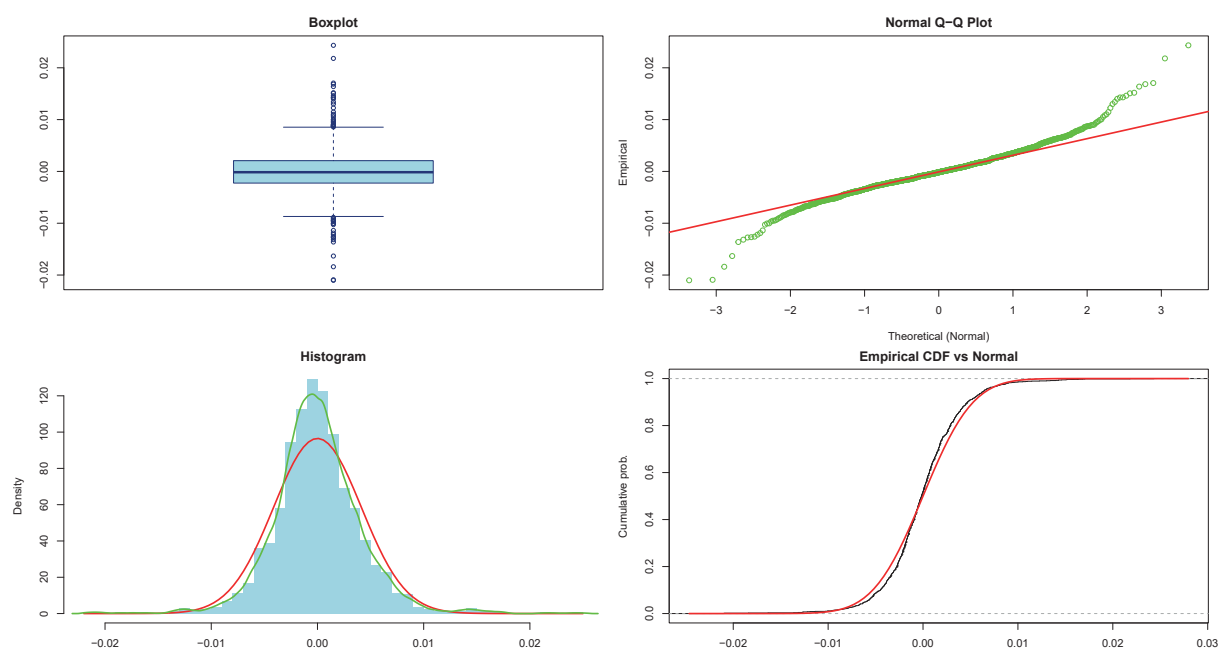 Boxplot
0.02
0.01
0.00
−0.01
−0.02
Normal Q−Q Plot
Empirical
0.02
0.01
0.00
−0.01
−0.02
−3 −2 −1 0 1 2 3
Theoretical (Normal)
Histogram
Density
120
100
80
60
40
20
0
−0.02 −0.01 0.00 0.01 0.02
Empirical CDF vs Normal
Cumulative prob.
1.0
0.8
0.6
0.4
0.2
0.0
−0.02 −0.01 0.00 0.01 0.02 0.03